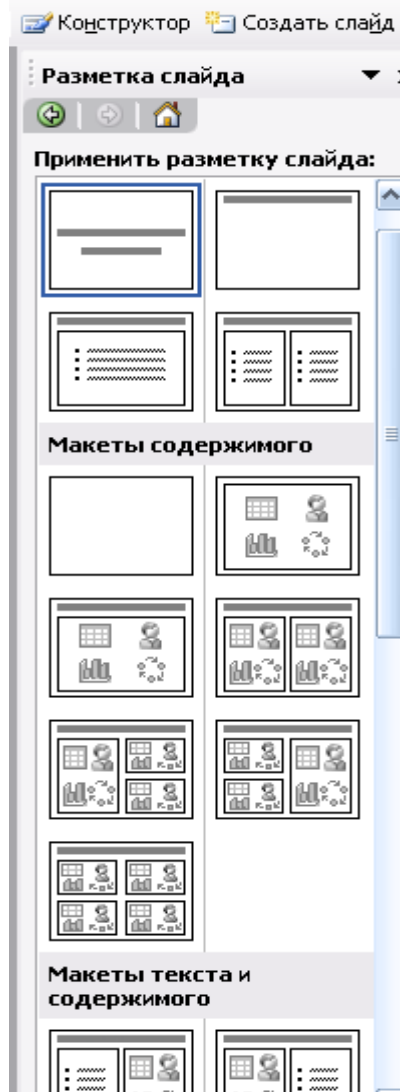 Конструктор Создать слайд
Разметка слайда
Применить разметку слайда:
Макеты содержимого
Макеты текста и
содержимого